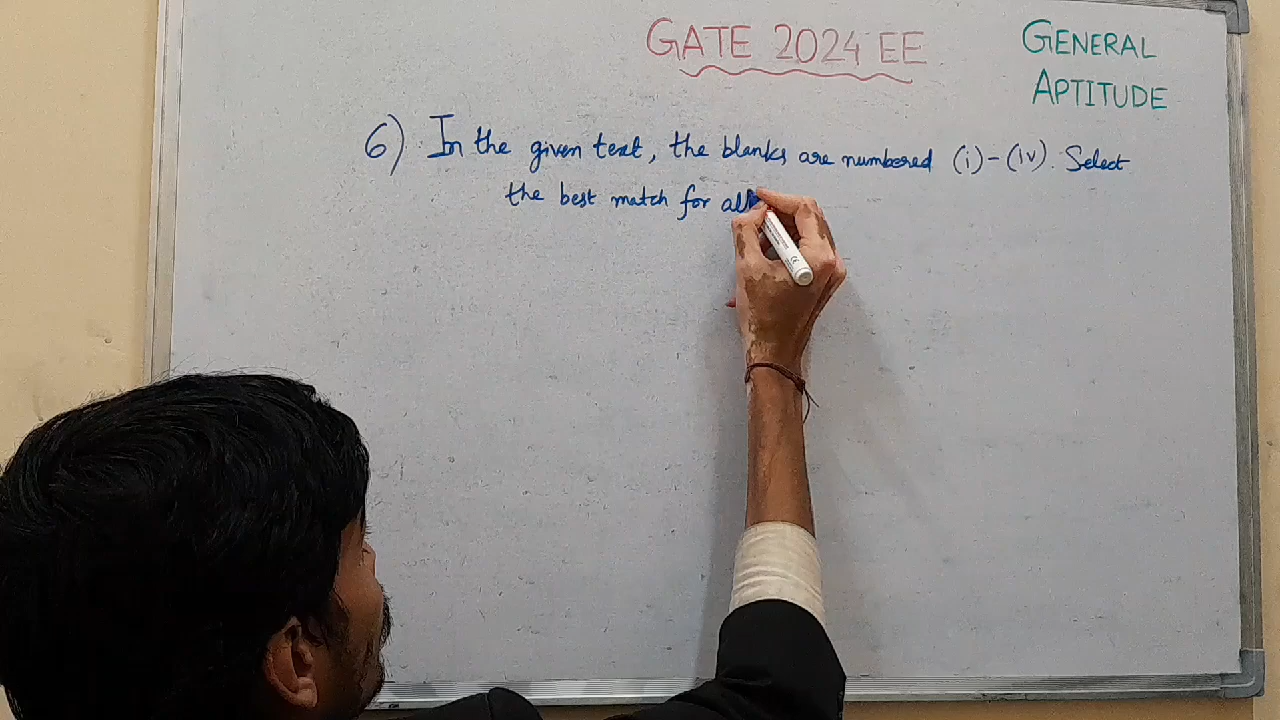 GATE 2024 EE
GENERAL
APTITUDE
6) In the given text, the blanks are numbered (i)-(iv). Select
the best match for all